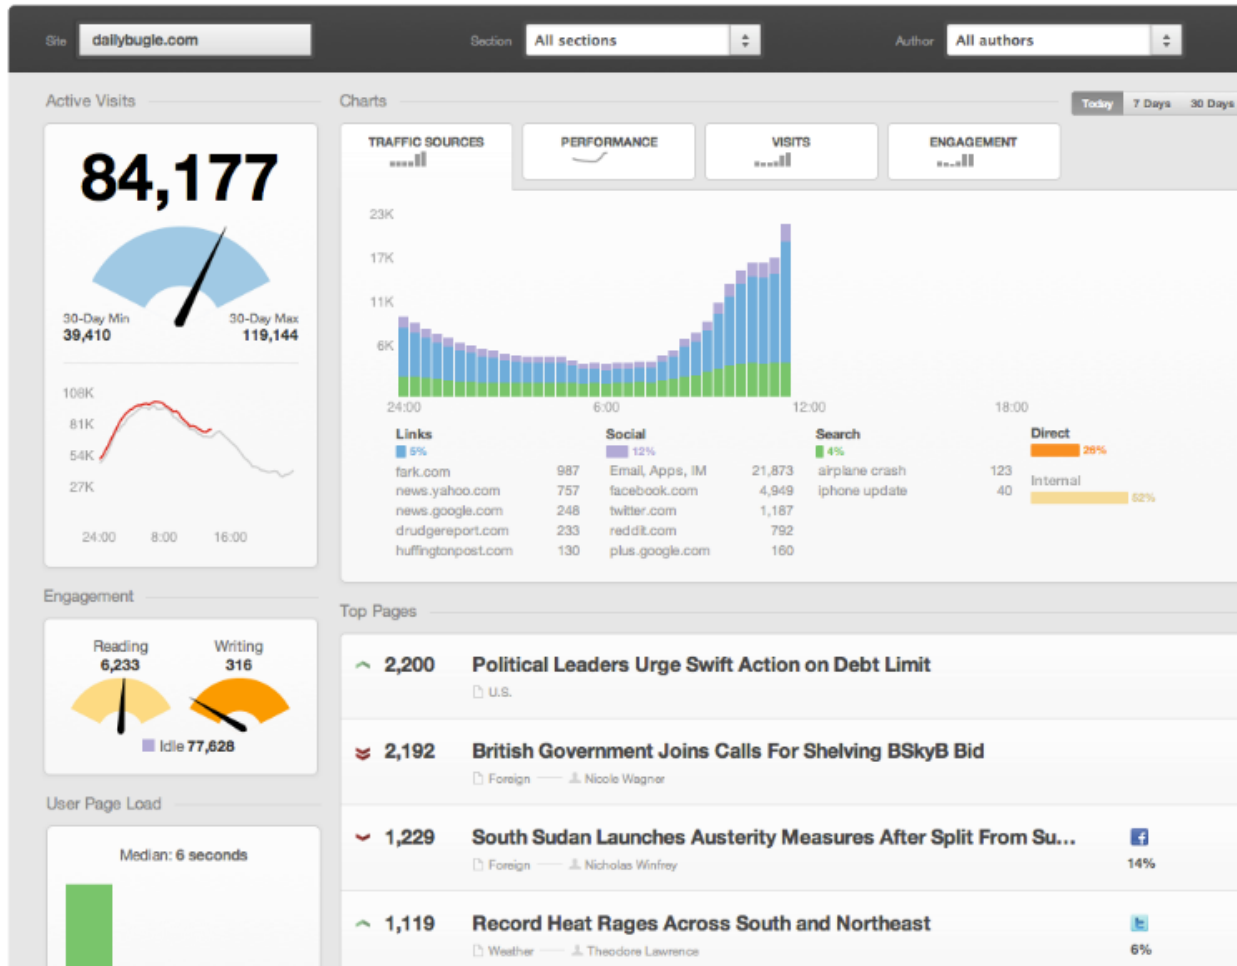 Site dailybugle.com Section All sections Author All authors
Active Visits
84,177
30-Day Min 30-Day Max
39,410 119,144
108K
81K
54K
27K
24:00 8:00 16:00
Engagement
Reading Writing
6,233 316
Idle 77,628
User Page Load
Median: 6 seconds
Charts
Today 7 Days 30 Days
TRAFFIC SOURCES PERFORMANCE VISITS ENGAGEMENT
23K
17K
11K
6K
24:00 6:00 12:00 18:00
Links
5%
fark.com 987
news.yahoo.com 757
news.google.com 248
drudgereport.com 233
huffingtonpost.com 130
Social
12%
Email, Apps, IM 21,873
facebook.com 4,949
twitter.com 1,187
reddit.com 792
plus.google.com 160
Search
4%
airplane crash 123
iphone update 40
Direct
26%
Internal
52%
Top Pages
2,200 Political Leaders Urge Swift Action on Debt Limit
U.S.
2,192 British Government Joins Calls For Shelving BSkyB Bid
Foreign Nicole Wagner
1,229 South Sudan Launches Austerity Measures After Split From Su...
Foreign Nicholas Winfrey
14%
1,119 Record Heat Rages Across South and Northeast
Weather Theodore Lawrence
6%